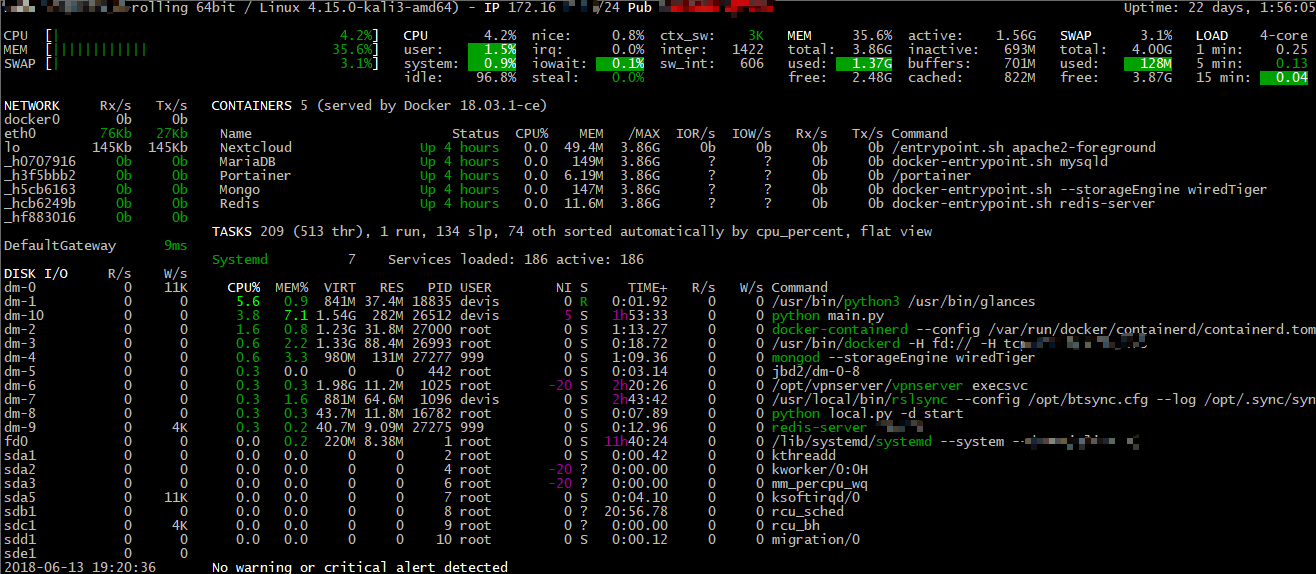 rolling 64bit / Linux 4.15.0-kali3-amd64) - IP 172.16 /24 Pub Uptime: 22 days, 1:56:05
CPU [| 4.2%] CPU 4.2% nice: 0.8% ctx_sw: 3K MEM 35.6% active: 1.56G SWAP 3.1% LOAD 4-core
MEM [|||||||||||| 35.6%] user: 1.5% irq: 0.0% inter: 1422 total: 3.86G inactive: 693M total: 4.00G 1 min: 0.25
SWAP [| 3.1%] system: 0.9% iowait: 0.1% sw_int: 606 used: 1.37G buffers: 701M used: 128M 5 min: 0.13
idle: 96.8% steal: 0.0% free: 2.48G cached: 822M free: 3.87G 15 min: 0.04
NETWORK Rx/s Tx/s CONTAINERS 5 (served by Docker 18.03.1-ce)
docker0 0b 0b
eth0 76Kb 27Kb Name Status CPU% MEM /MAX IOR/s IOW/s Rx/s Tx/s Command
lo 145Kb 145Kb Nextcloud Up 4 hours 0.0 49.4M 3.86G 0b 0b 0b 0b /entrypoint.sh apache2-foreground
_h0707916 0b 0b MariaDB Up 4 hours 0.0 149M 3.86G ? ? 0b 0b docker-entrypoint.sh mysqld
_h3f5bbb2 0b 0b Portainer Up 4 hours 0.0 6.19M 3.86G ? ? 0b 0b /portainer
_h5cb6163 0b 0b Mongo Up 4 hours 0.0 147M 3.86G ? ? 0b 0b docker-entrypoint.sh --storageEngine wiredTiger
_hcb6249b 0b 0b Redis Up 4 hours 0.0 11.6M 3.86G ? ? 0b 0b docker-entrypoint.sh redis-server
_hf883016 0b 0b
TASKS 209 (513 thr), 1 run, 134 slp, 74 oth sorted automatically by cpu_percent, flat view
DefaultGateway 9ms
Systemd 7 Services loaded: 186 active: 186
DISK I/O R/s W/s
dm-0 0 11K CPU% MEM% VIRT RES PID USER NI S TIME+ R/s W/s Command
dm-1 0 0 5.6 0.9 841M 37.4M 18835 devis 0 R 0:01.92 0 0 /usr/bin/python3 /usr/bin/glances
dm-10 0 0 3.8 7.1 1.54G 282M 26512 devis 5 S 1h53:33 0 0 python main.py
dm-2 0 0 1.6 0.8 1.23G 31.8M 27000 root 0 S 1:13.27 0 0 docker-containerd --config /var/run/docker/containerd/containerd.tom
dm-3 0 0 0.6 2.2 1.33G 88.4M 26993 root 0 S 0:18.72 0 0 /usr/bin/dockerd -H fd:// -H
dm-4 0 0 0.6 3.3 980M 131M 27277 999 0 S 1:09.36 0 0 mongod --storageEngine wiredTiger
dm-5 0 0 0.3 0.0 0 0 442 root 0 S 0:03.14 0 0 jbd2/dm-0-8
dm-6 0 0 0.3 0.3 1.98G 11.2M 1025 root -20 S 2h20:26 0 0 /opt/vpnserver/vpnserver execsvc
dm-7 0 0 0.3 1.6 881M 64.6M 1096 devis 0 S 2h43:42 0 0 /usr/local/bin/rslsync --config /opt/btsync.cfg --log /opt/.sync/syn
dm-8 0 0 0.3 0.3 43.7M 11.8M 16782 root 0 S 0:07.89 0 0 python local.py -d start
dm-9 0 4K 0.3 0.2 40.7M 9.09M 27275 999 0 S 0:12.96 0 0 redis-server
fd0 0 0 0.0 0.2 220M 8.38M 1 root 0 S 11h40:24 0 0 /lib/systemd/systemd --system
sda1 0 0 0.0 0.0 0 0 2 root 0 S 0:00.42 0 0 kthreadd
sda2 0 0 0.0 0.0 0 0 4 root -20 ? 0:00.00 0 0 kworker/0:0H
sda3 0 0 0.0 0.0 0 0 6 root -20 ? 0:00.00 0 0 mm_percpu_wq
sda5 0 11K 0.0 0.0 0 0 7 root 0 S 0:04.10 0 0 ksoftirqd/0
sdb1 0 0 0.0 0.0 0 0 8 root 0 ? 20:56.78 0 0 rcu_sched
sdc1 0 4K 0.0 0.0 0 0 9 root 0 ? 0:00.00 0 0 rcu_bh
sdd1 0 0 0.0 0.0 0 0 10 root 0 S 0:00.12 0 0 migration/0
sde1 0 0
2018-06-13 19:20:36 No warning or critical alert detected